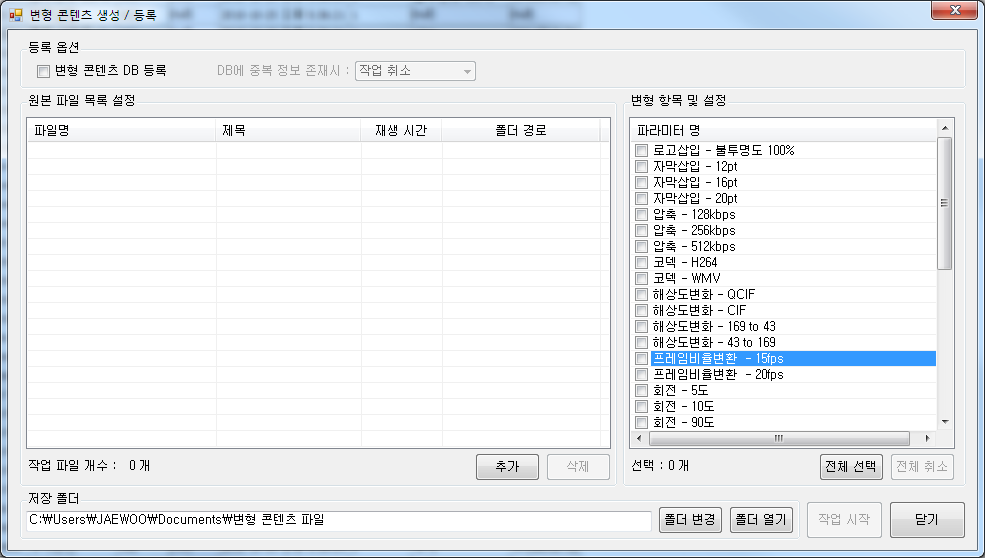 변형 콘텐츠 생성 / 등록
등록 옵션
변형 콘텐츠 DB 등록 DB에 중복 정보 존재시 : 작업 취소
원본 파일 목록 설정
파일명 제목 재생 시간 폴더 경로
작업 파일 개수 : 0 개 추가 삭제
변형 항목 및 설정
파라미터 명
로고삽입 - 불투명도 100%
자막삽입 - 12pt
자막삽입 - 16pt
자막삽입 - 20pt
압축 - 128kbps
압축 - 256kbps
압축 - 512kbps
코덱 - H264
코덱 - WMV
해상도변화 - QCIF
해상도변화 - CIF
해상도변화 - 169 to 43
해상도변화 - 43 to 169
프레임비율변환 - 15fps
프레임비율변환 - 20fps
회전 - 5도
회전 - 10도
회전 - 90도
선택 : 0 개 전체 선택 전체 취소
저장 폴더
C:₩Users₩JAEWOO₩Documents₩변형 콘텐츠 파일 폴더 변경 폴더 열기 작업 시작 닫기